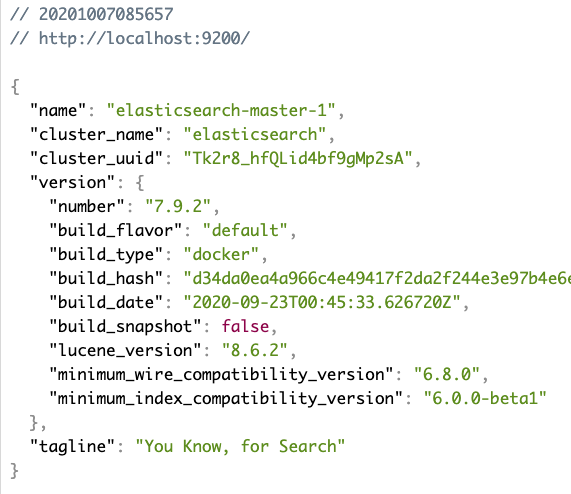 // 20201007085657
// http://localhost:9200/
{
"name": "elasticsearch-master-1",
"cluster_name": "elasticsearch",
"cluster_uuid": "Tk2r8_hfQLid4bf9gMp2sA",
"version": {
"number": "7.9.2",
"build_flavor": "default",
"build_type": "docker",
"build_hash": "d34da0ea4a966c4e49417f2da2f244e3e97b4e6e
"build_date": "2020-09-23T00:45:33.626720Z",
"build_snapshot": false,
"lucene_version": "8.6.2",
"minimum_wire_compatibility_version": "6.8.0",
"minimum_index_compatibility_version": "6.0.0-beta1"
},
"tagline": "You Know, for Search"
}